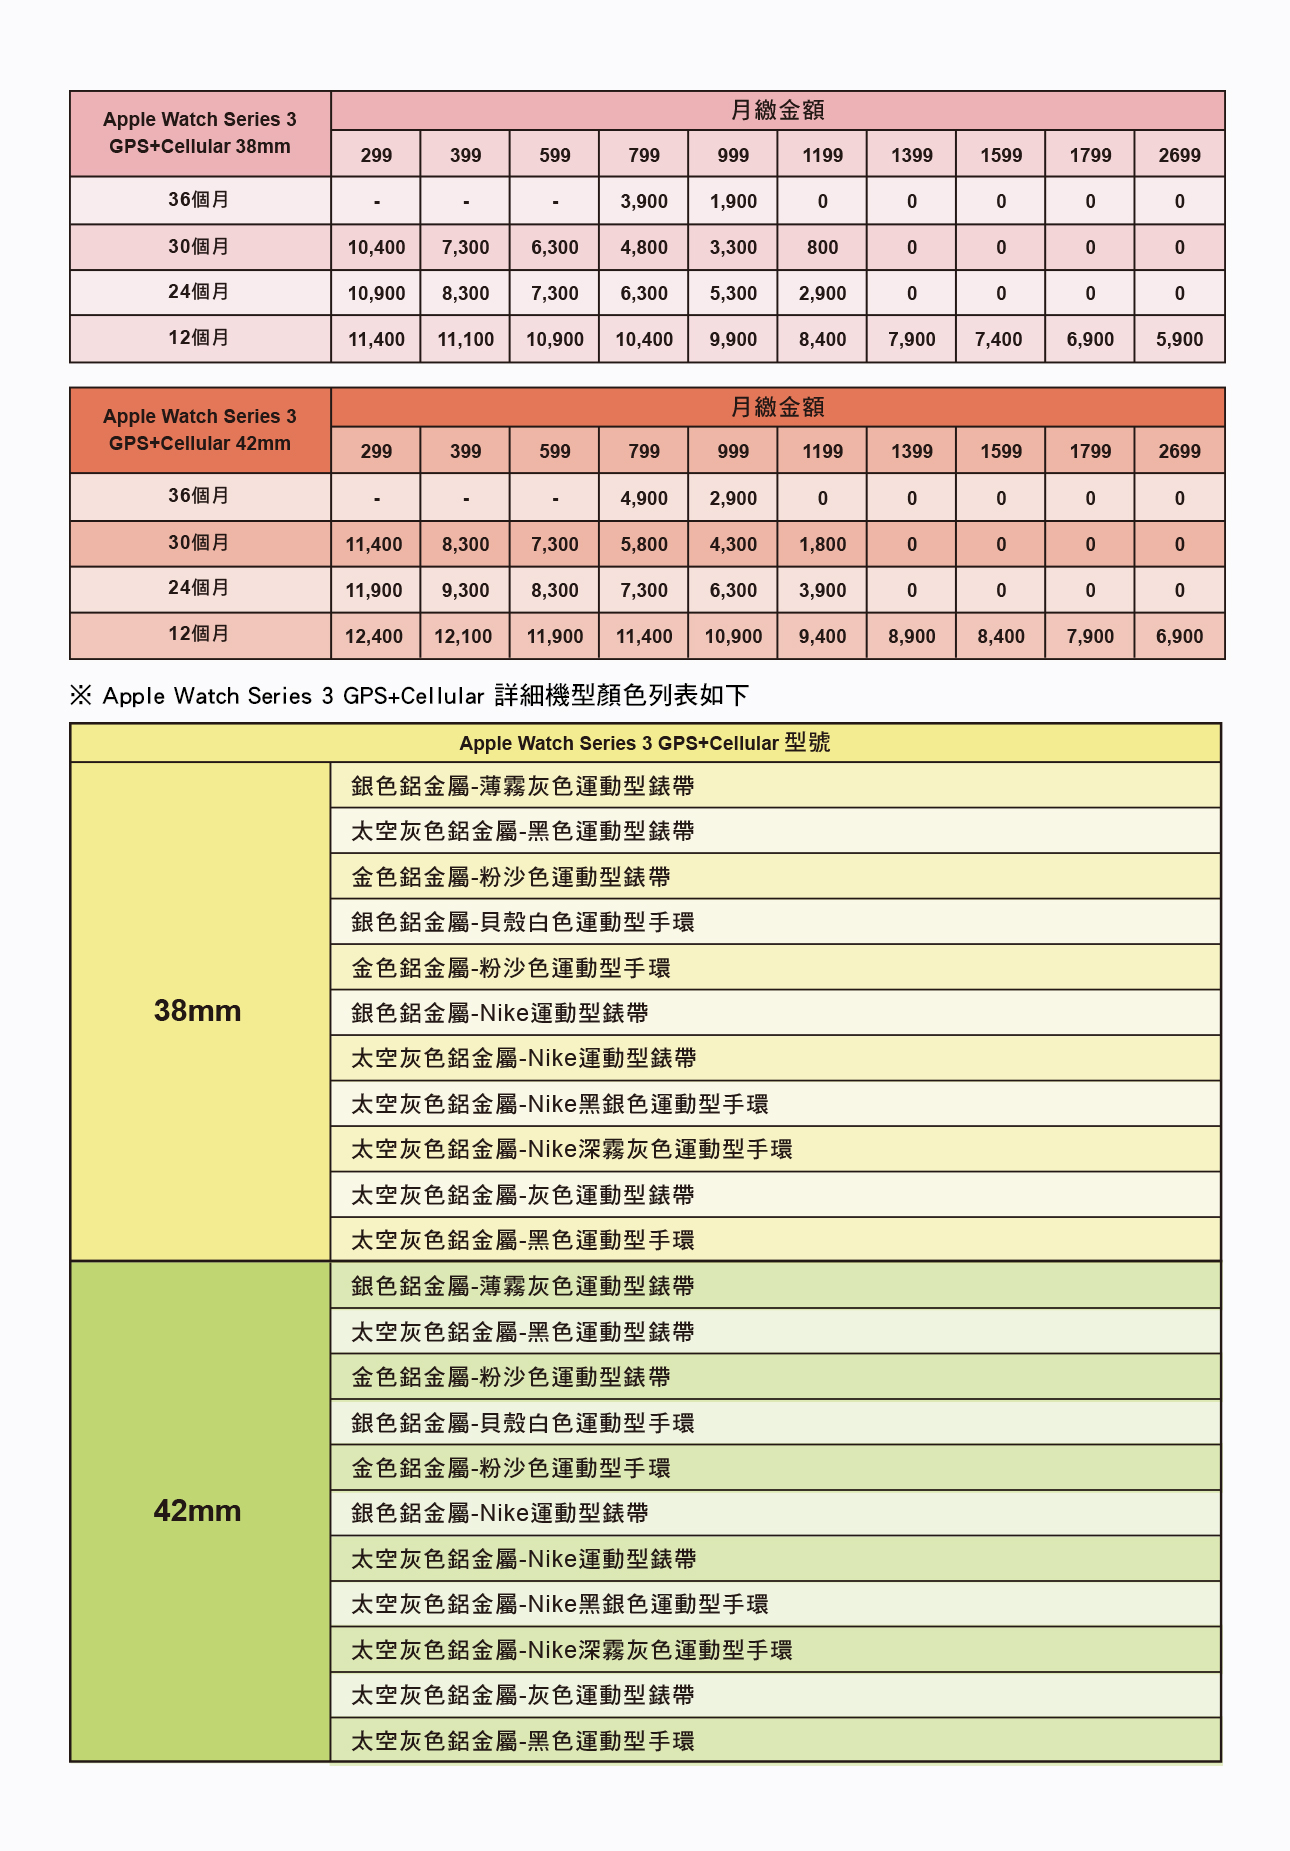 Apple Watch Series 3
GPS+Cellular 38mm
月繳金額
299 399 599 799 999 1199 1399 1599 1799 2699
36個月 - - - 3,900 1,900 0 0 0 0 0
30個月 10,400 7,300 6,300 4,800 3,300 800 0 0 0 0
24個月 10,900 8,300 7,300 6,300 5,300 2,900 0 0 0 0
12個月 11,400 11,100 10,900 10,400 9,900 8,400 7,900 7,400 6,900 5,900
Apple Watch Series 3
GPS+Cellular 42mm
月繳金額
299 399 599 799 999 1199 1399 1599 1799 2699
36個月 - - - 4,900 2,900 0 0 0 0 0
30個月 11,400 8,300 7,300 5,800 4,300 1,800 0 0 0 0
24個月 11,900 9,300 8,300 7,300 6,300 3,900 0 0 0 0
12個月 12,400 12,100 11,900 11,400 10,900 9,400 8,900 8,400 7,900 6,900
※ Apple Watch Series 3 GPS+Cellular 詳細機型顏色列表如下
Apple Watch Series 3 GPS+Cellular 型號
38mm
銀色鋁金屬-薄霧灰色運動型錶帶
太空灰色鋁金屬-黑色運動型錶帶
金色鋁金屬-粉沙色運動型錶帶
銀色鋁金屬-貝殼白色運動型手環
金色鋁金屬-粉沙色運動型手環
銀色鋁金屬-Nike運動型錶帶
太空灰色鋁金屬-Nike運動型錶帶
太空灰色鋁金屬-Nike黑銀色運動型手環
太空灰色鋁金屬-Nike深霧灰色運動型手環
太空灰色鋁金屬-灰色運動型錶帶
太空灰色鋁金屬-黑色運動型手環
42mm
銀色鋁金屬-薄霧灰色運動型錶帶
太空灰色鋁金屬-黑色運動型錶帶
金色鋁金屬-粉沙色運動型錶帶
銀色鋁金屬-貝殼白色運動型手環
金色鋁金屬-粉沙色運動型手環
銀色鋁金屬-Nike運動型錶帶
太空灰色鋁金屬-Nike運動型錶帶
太空灰色鋁金屬-Nike黑銀色運動型手環
太空灰色鋁金屬-Nike深霧灰色運動型手環
太空灰色鋁金屬-灰色運動型錶帶
太空灰色鋁金屬-黑色運動型手環